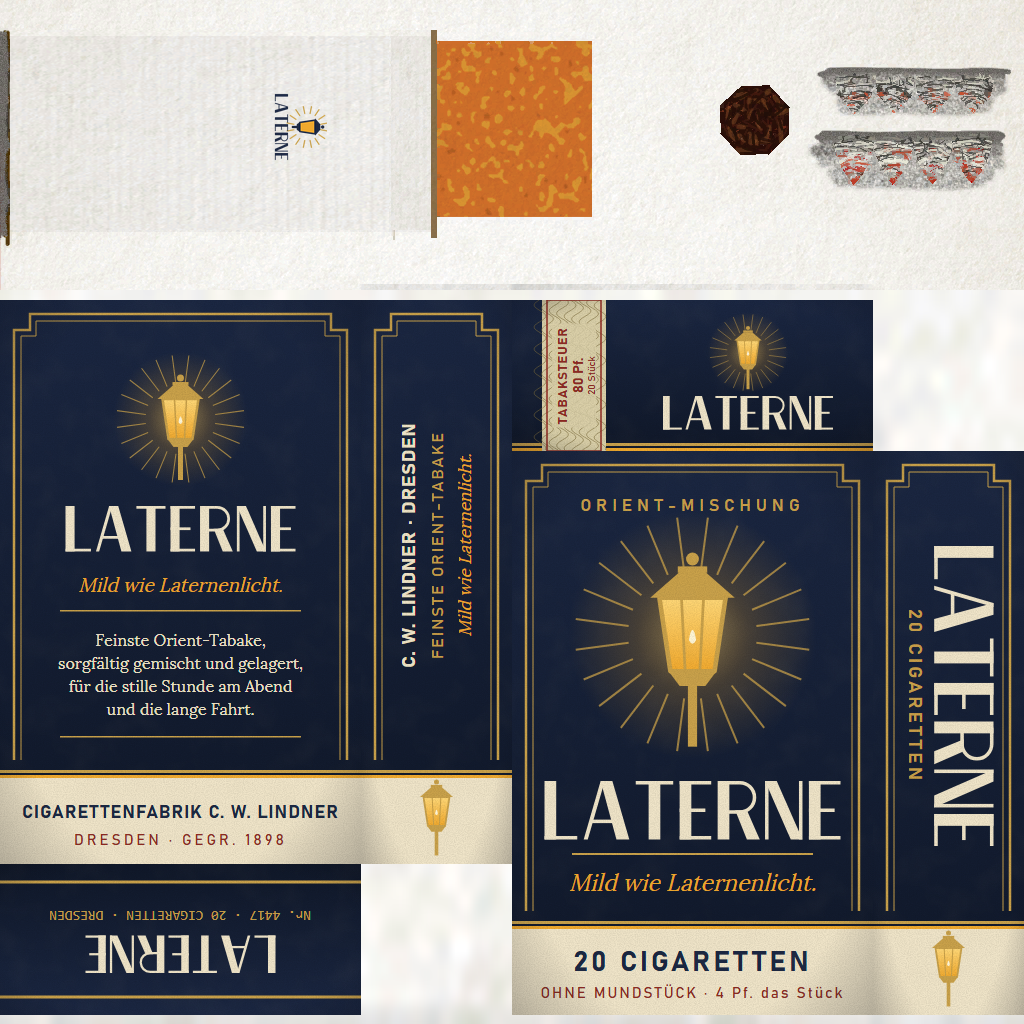 LATERNE
LATERNE
Mild wie Laternenlicht.
Feinste Orient-Tabake,
sorgfältig gemischt und gelagert,
für die stille Stunde am Abend
und die lange Fahrt.
CIGARETTENFABRIK C. W. LINDNER
DRESDEN · GEGR. 1898
C. W. LINDNER · DRESDEN
FEINSTE ORIENT-TABAKE
Mild wie Laternenlicht.
LATERNE
Nr. 4417 · 20 CIGARETTEN · DRESDEN
TABAKSTEUER
80 Pf.
20 Stück
LATERNE
ORIENT-MISCHUNG
LATERNE
Mild wie Laternenlicht.
20 CIGARETTEN
OHNE MUNDSTÜCK · 4 Pf. das Stück
LATERNE
20 CIGARETTEN